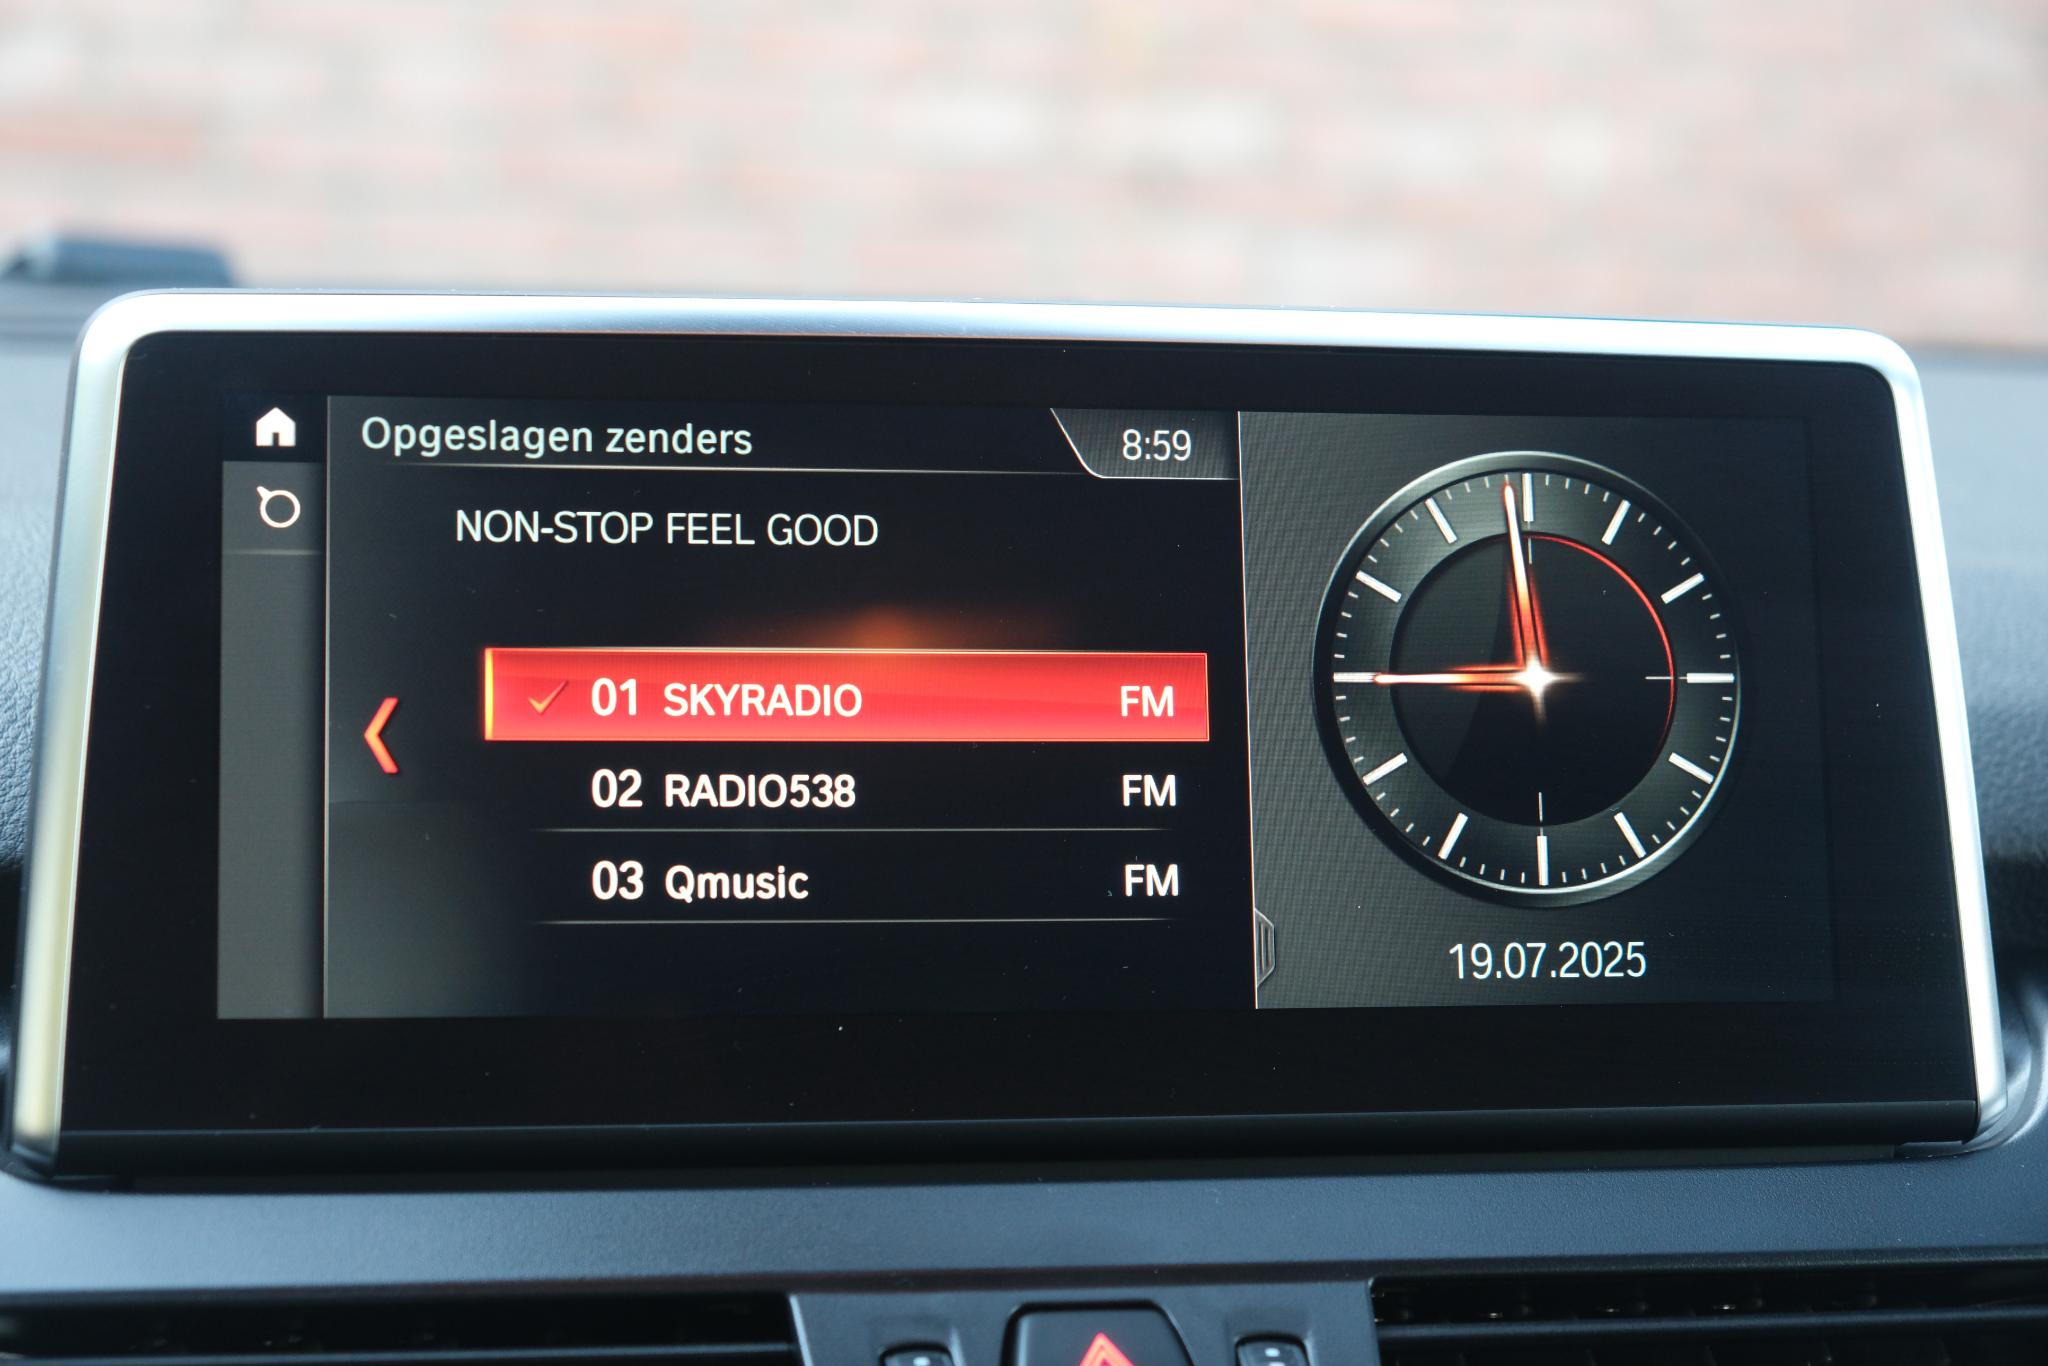 Opgeslagen zenders
8:59
NON-STOP FEEL GOOD
01 SKYRADIO FM
02 RADIO538 FM
03 Qmusic FM
19.07.2025